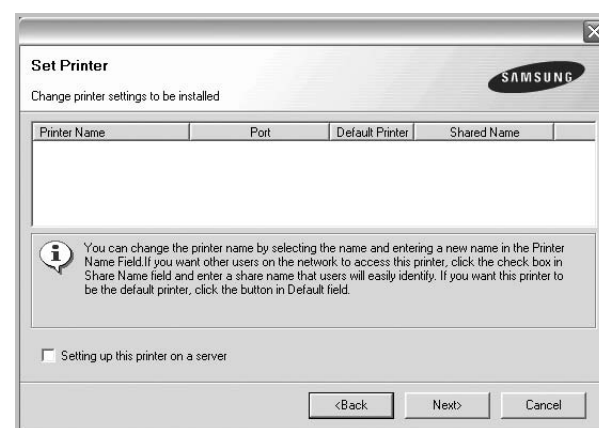 Set Printer
Change printer settings to be installed
SAMSUNG
Printer Name Port Default Printer Shared Name
You can change the printer name by selecting the name and entering a new name in the Printer
Name Field.If you want other users on the network to access this printer, click the check box in
Share Name field and enter a share name that users will easily identify. If you want this printer to
be the default printer, click the button in Default field.
Setting up this printer on a server
<Back Next> Cancel